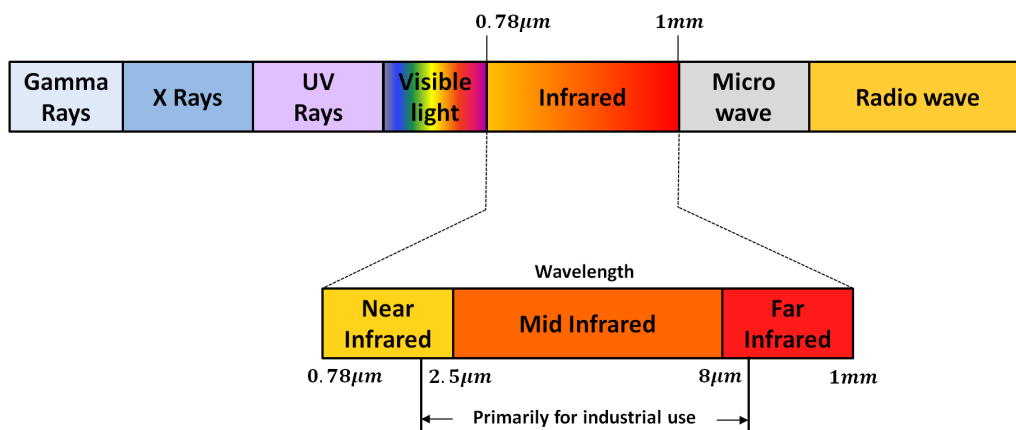 0.78μm
1mm
Gamma
Rays
X Rays
UV
Rays
Visible
light
Infrared
Micro
wave
Radio wave
Wavelength
Near
Infrared
Mid Infrared
Far
Infrared
0.78μm
2.5μm
8μm
1mm
Primarily for industrial use